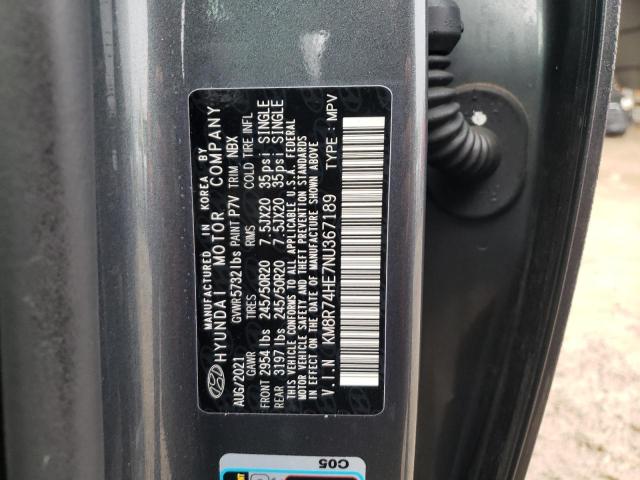 MANUFACTURED IN KOREA BY
HYUNDAI MOTOR COMPANY
AUG/2021 GVWR 5732 lbs PAINT P7V TRIM NBX
GAWR TIRES RIMS COLD TIRE INFL
FRONT 2954 lbs 245/50R20 7.5JX20 35psi SINGLE
REAR 3197 lbs 245/50R20 7.5JX20 35psi SINGLE
THIS VEHICLE CONFORMS TO ALL APPLICABLE U.S.A. FEDERAL
MOTOR VEHICLE SAFETY AND THEFT PREVENTION STANDARDS
IN EFFECT ON THE DATE OF MANUFACTURE SHOWN ABOVE
V.I.N : KM8R74HE7NU367189 TYPE : MPV
C05